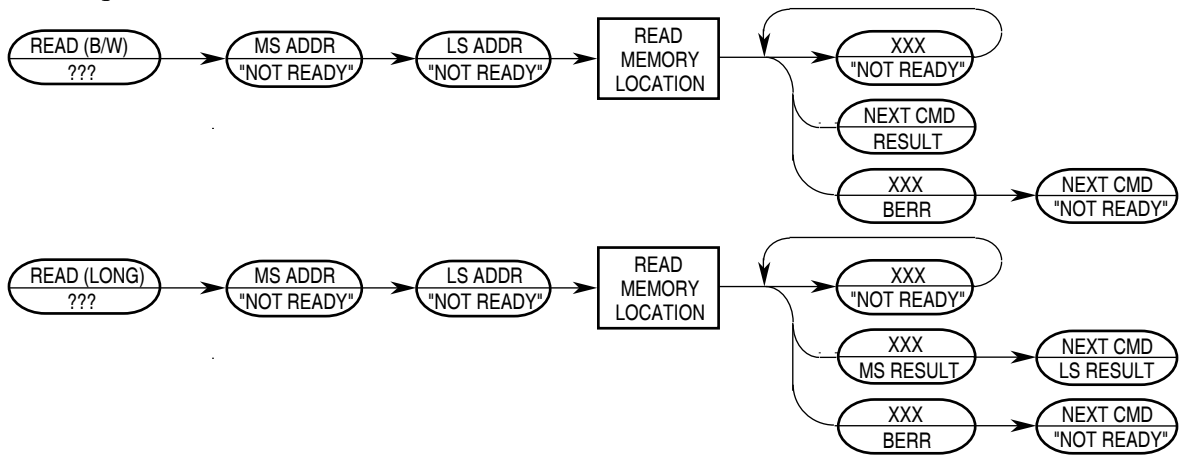 READ (B/W)
???
MS ADDR
"NOT READY"
LS ADDR
"NOT READY"
READ
MEMORY
LOCATION
XXX
"NOT READY"
NEXT CMD
RESULT
XXX
BERR
NEXT CMD
"NOT READY"
READ (LONG)
???
MS ADDR
"NOT READY"
LS ADDR
"NOT READY"
READ
MEMORY
LOCATION
XXX
"NOT READY"
XXX
MS RESULT
NEXT CMD
LS RESULT
XXX
BERR
NEXT CMD
"NOT READY"